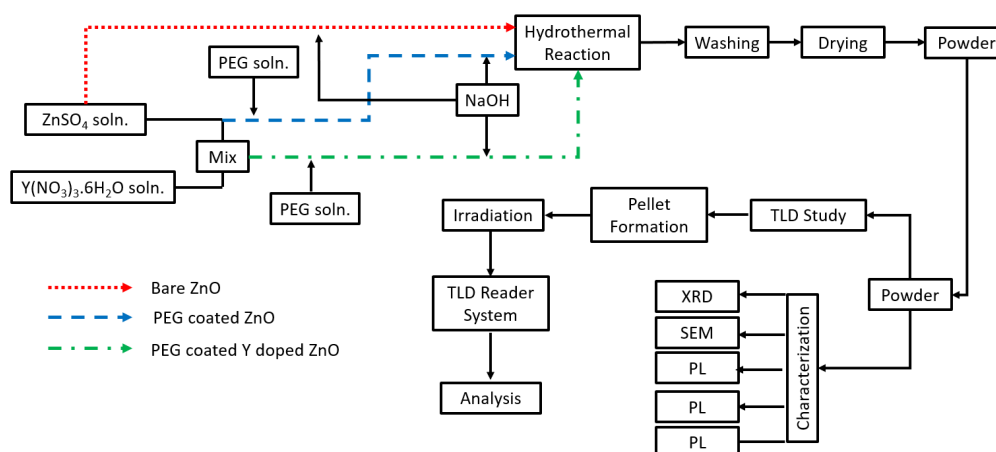 Hydrothermal
Reaction
Washing
Drying
Powder
PEG soln.
NaOH
ZnSO₄ soln.
Mix
Y(NO₃)₃.6H₂O soln.
PEG soln.
Irradiation
Pellet
Formation
TLD Study
Bare ZnO
PEG coated ZnO
PEG coated Y doped ZnO
TLD Reader
System
Analysis
Powder
XRD
SEM
PL
PL
PL
Characterization